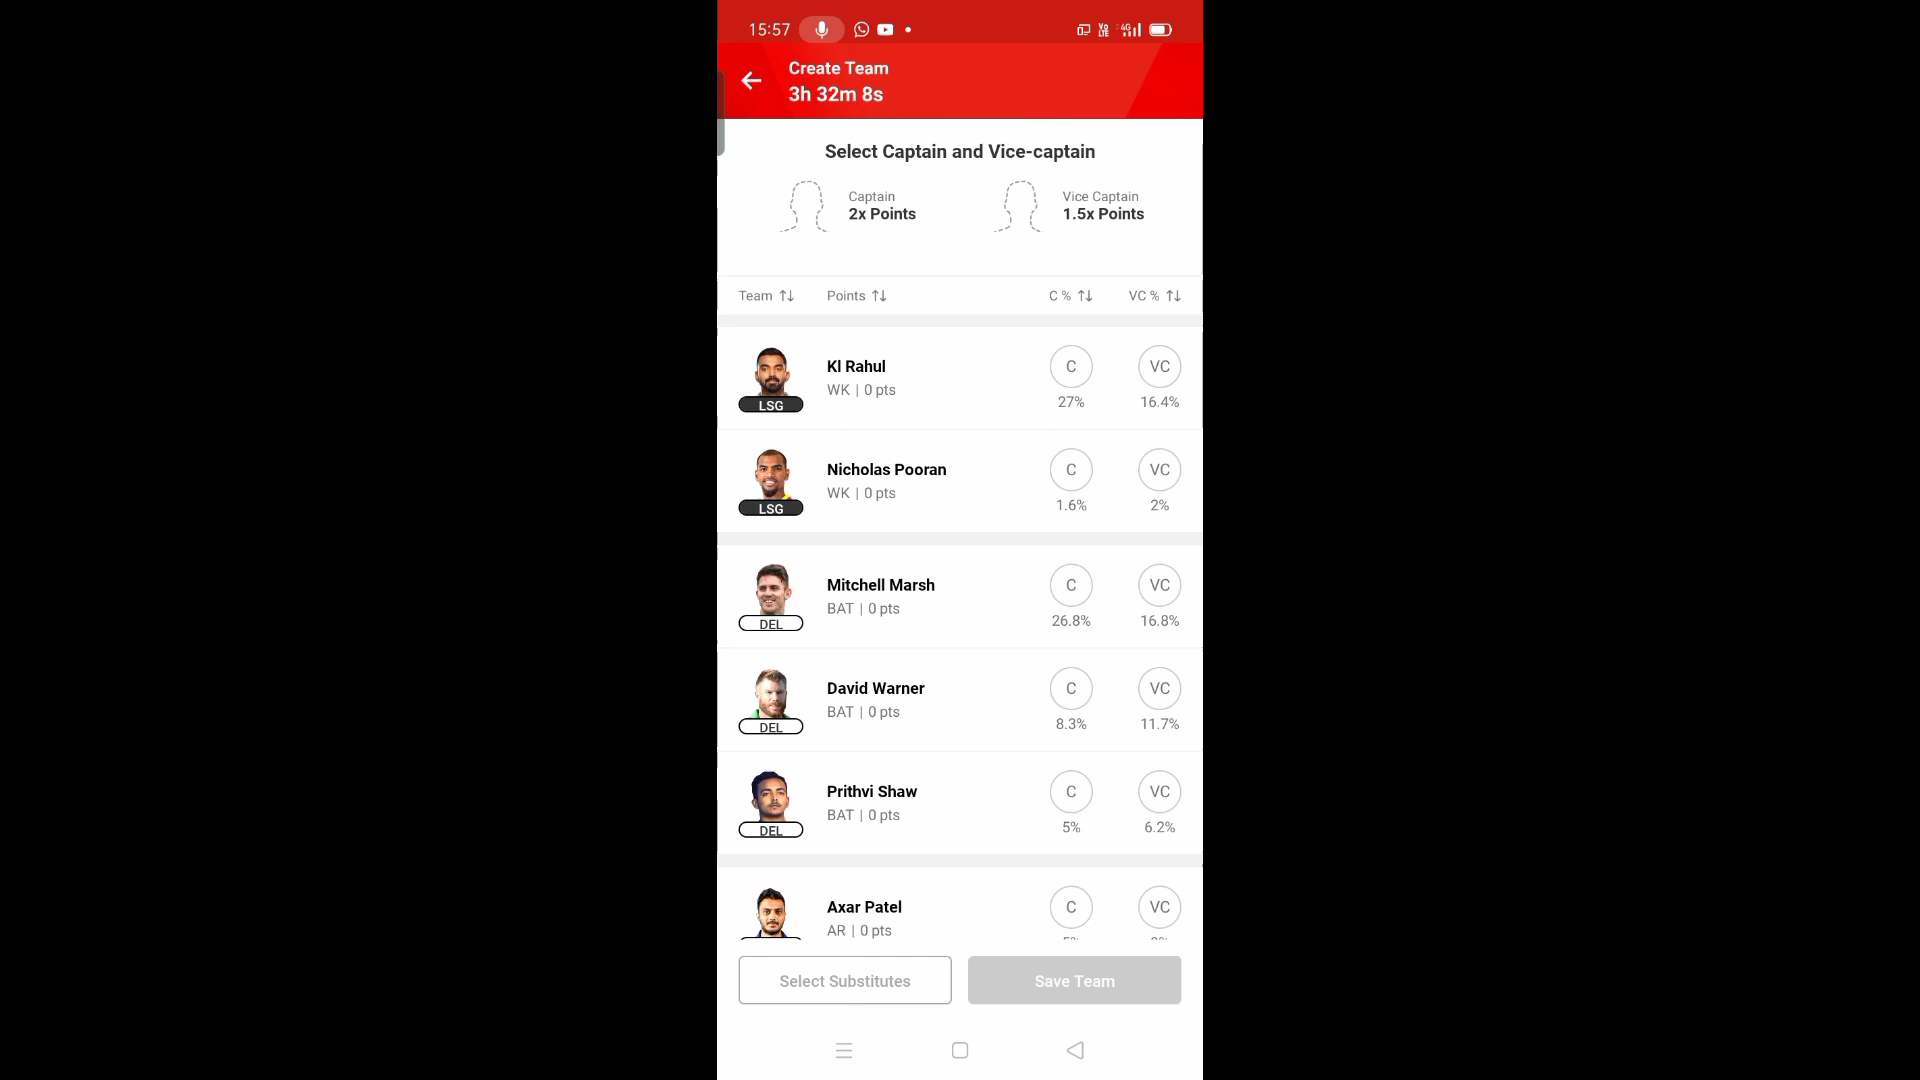 15:57
Vo LTE 4G
Create Team
3h 32m 8s
Select Captain and Vice-captain
Captain
2x Points
Vice Captain
1.5x Points
Team Points C % VC %
Kl Rahul C VC
WK | 0 pts
LSG 27% 16.4%
Nicholas Pooran C VC
WK | 0 pts
LSG 1.6% 2%
Mitchell Marsh C VC
BAT | 0 pts
DEL 26.8% 16.8%
David Warner C VC
BAT | 0 pts
DEL 8.3% 11.7%
Prithvi Shaw C VC
BAT | 0 pts
DEL 5% 6.2%
Axar Patel C VC
AR | 0 pts
Select Substitutes Save Team